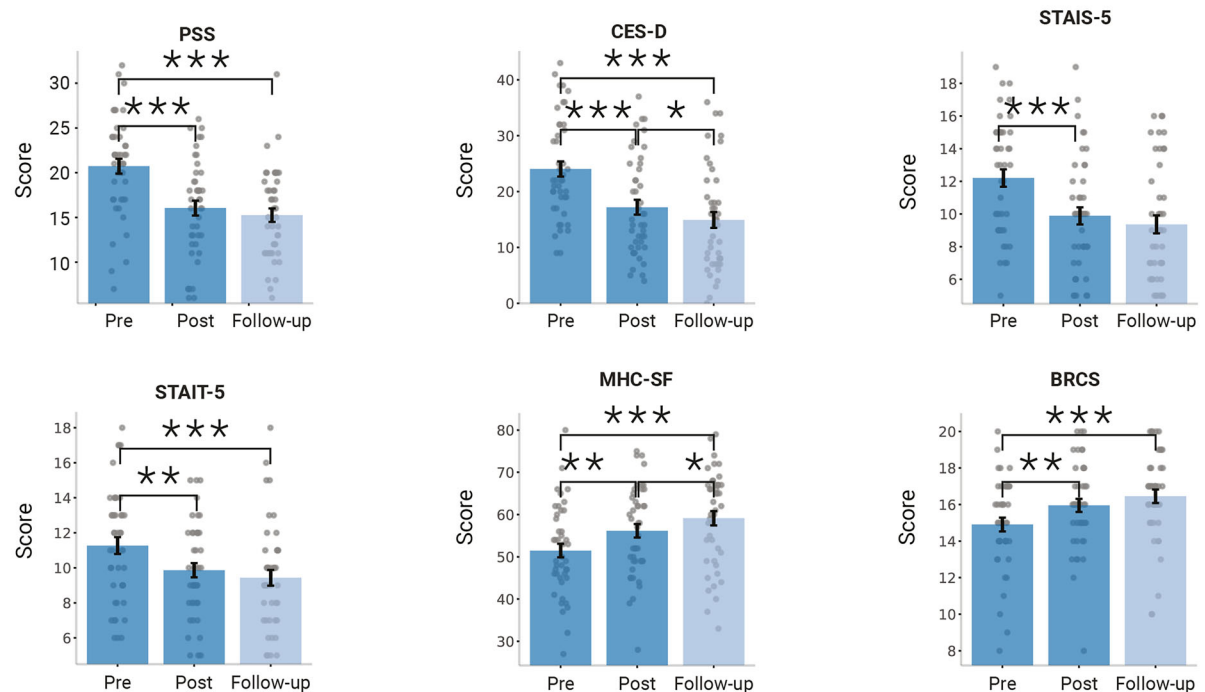 PSS
***
***
Score
30
25
20
15
10
Pre Post Follow-up
CES-D
***
*** *
Score
40
30
20
10
0
Pre Post Follow-up
STAIS-5
***
Score
18
16
14
12
10
8
6
Pre Post Follow-up
STAIT-5
***
**
Score
18
16
14
12
10
8
6
Pre Post Follow-up
MHC-SF
***
** *
Score
80
70
60
50
40
30
Pre Post Follow-up
BRCS
***
**
Score
20
18
16
14
12
10
8
Pre Post Follow-up